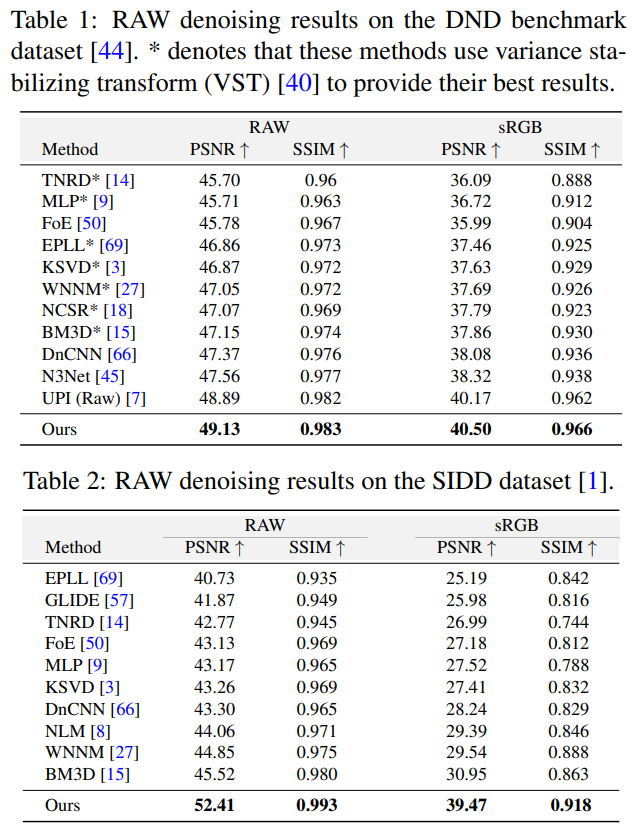 Table 1: RAW denoising results on the DND benchmark
dataset [44]. * denotes that these methods use variance sta-
bilizing transform (VST) [40] to provide their best results.
RAW sRGB
Method PSNR ↑ SSIM ↑ PSNR ↑ SSIM ↑
TNRD* [14] 45.70 0.96 36.09 0.888
MLP* [9] 45.71 0.963 36.72 0.912
FoE [50] 45.78 0.967 35.99 0.904
EPLL* [69] 46.86 0.973 37.46 0.925
KSVD* [3] 46.87 0.972 37.63 0.929
WNNM* [27] 47.05 0.972 37.69 0.926
NCSR* [18] 47.07 0.969 37.79 0.923
BM3D* [15] 47.15 0.974 37.86 0.930
DnCNN [66] 47.37 0.976 38.08 0.936
N3Net [45] 47.56 0.977 38.32 0.938
UPI (Raw) [7] 48.89 0.982 40.17 0.962
Ours 49.13 0.983 40.50 0.966
Table 2: RAW denoising results on the SIDD dataset [1].
RAW sRGB
Method PSNR ↑ SSIM ↑ PSNR ↑ SSIM ↑
EPLL [69] 40.73 0.935 25.19 0.842
GLIDE [57] 41.87 0.949 25.98 0.816
TNRD [14] 42.77 0.945 26.99 0.744
FoE [50] 43.13 0.969 27.18 0.812
MLP [9] 43.17 0.965 27.52 0.788
KSVD [3] 43.26 0.969 27.41 0.832
DnCNN [66] 43.30 0.965 28.24 0.829
NLM [8] 44.06 0.971 29.39 0.846
WNNM [27] 44.85 0.975 29.54 0.888
BM3D [15] 45.52 0.980 30.95 0.863
Ours 52.41 0.993 39.47 0.918